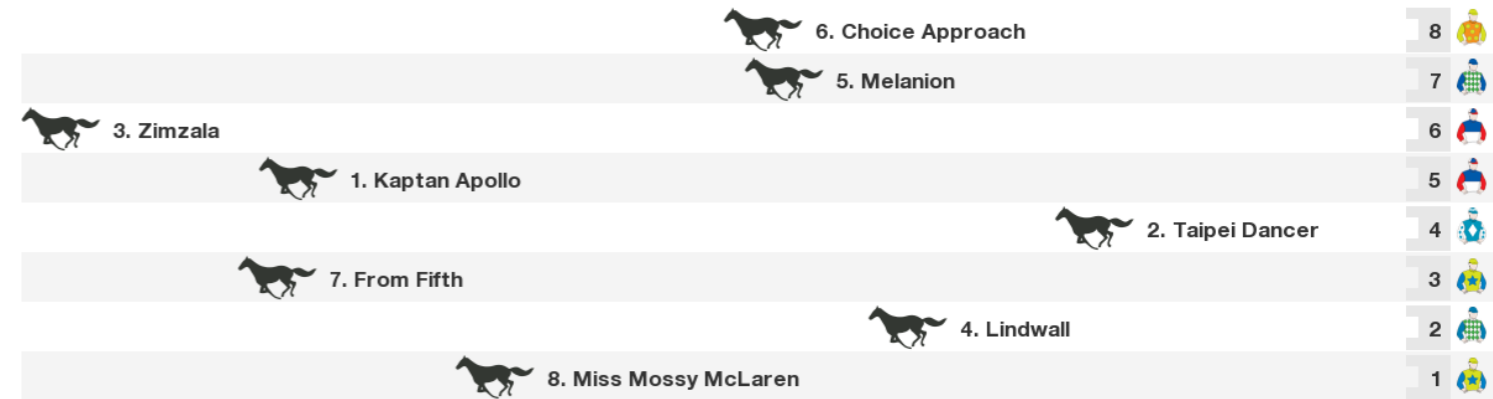 6. Choice Approach 8
5. Melanion 7
3. Zimzala 6
1. Kaptan Apollo 5
2. Taipei Dancer 4
7. From Fifth 3
4. Lindwall 2
8. Miss Mossy McLaren 1